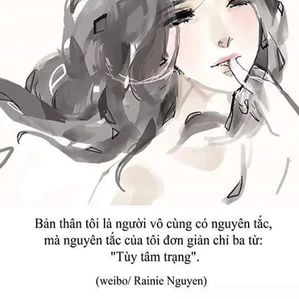 Bản thân tôi là người vô cùng có nguyên tắc,
mà nguyên tắc của tôi đơn giản chỉ ba từ:
"Tùy tâm trạng".
(weibo/ Rainie Nguyen)